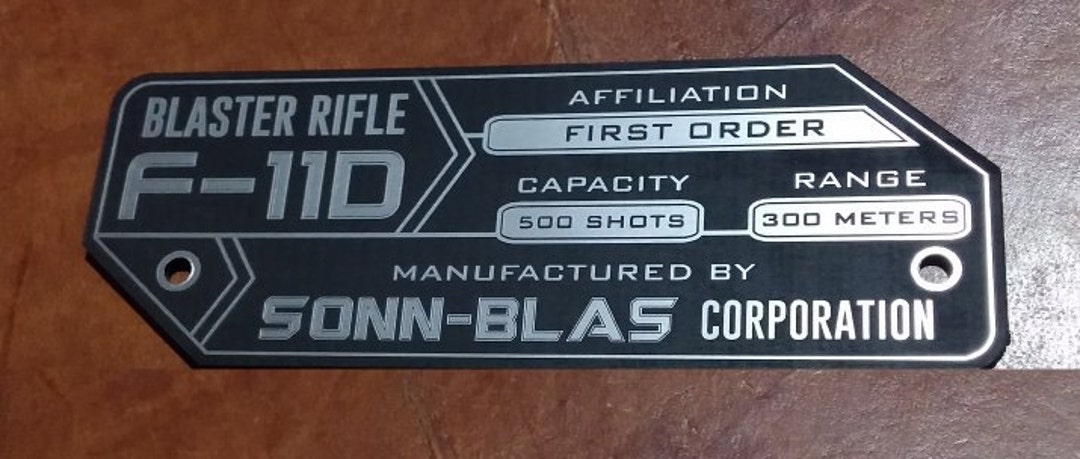 BLASTER RIFLE
F-11D
AFFILIATION
FIRST ORDER
CAPACITY
500 SHOTS
RANGE
300 METERS
MANUFACTURED BY
SONN-BLAS CORPORATION